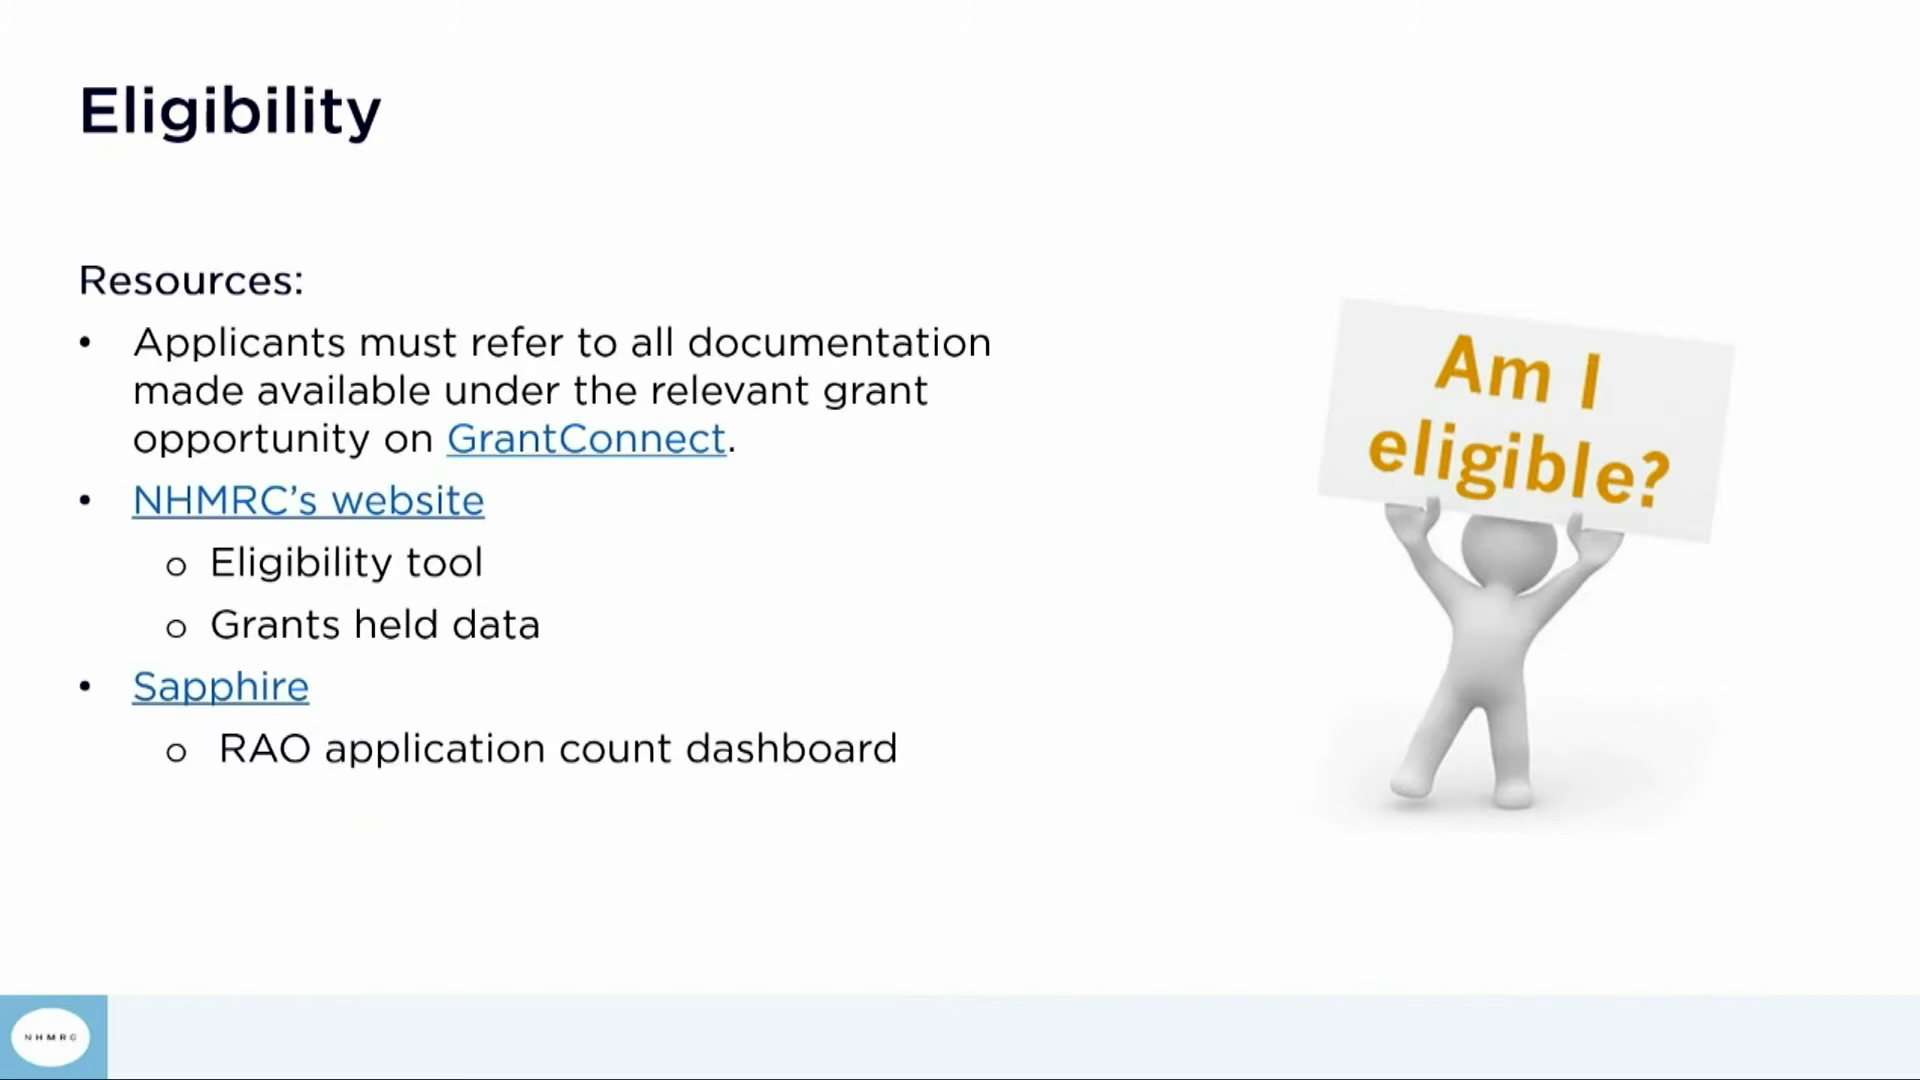 Eligibility
Resources:
• Applicants must refer to all documentation
made available under the relevant grant
opportunity on GrantConnect.
• NHMRC’s website
o Eligibility tool
o Grants held data
• Sapphire
o RAO application count dashboard
Am I
eligible?
NHMRC